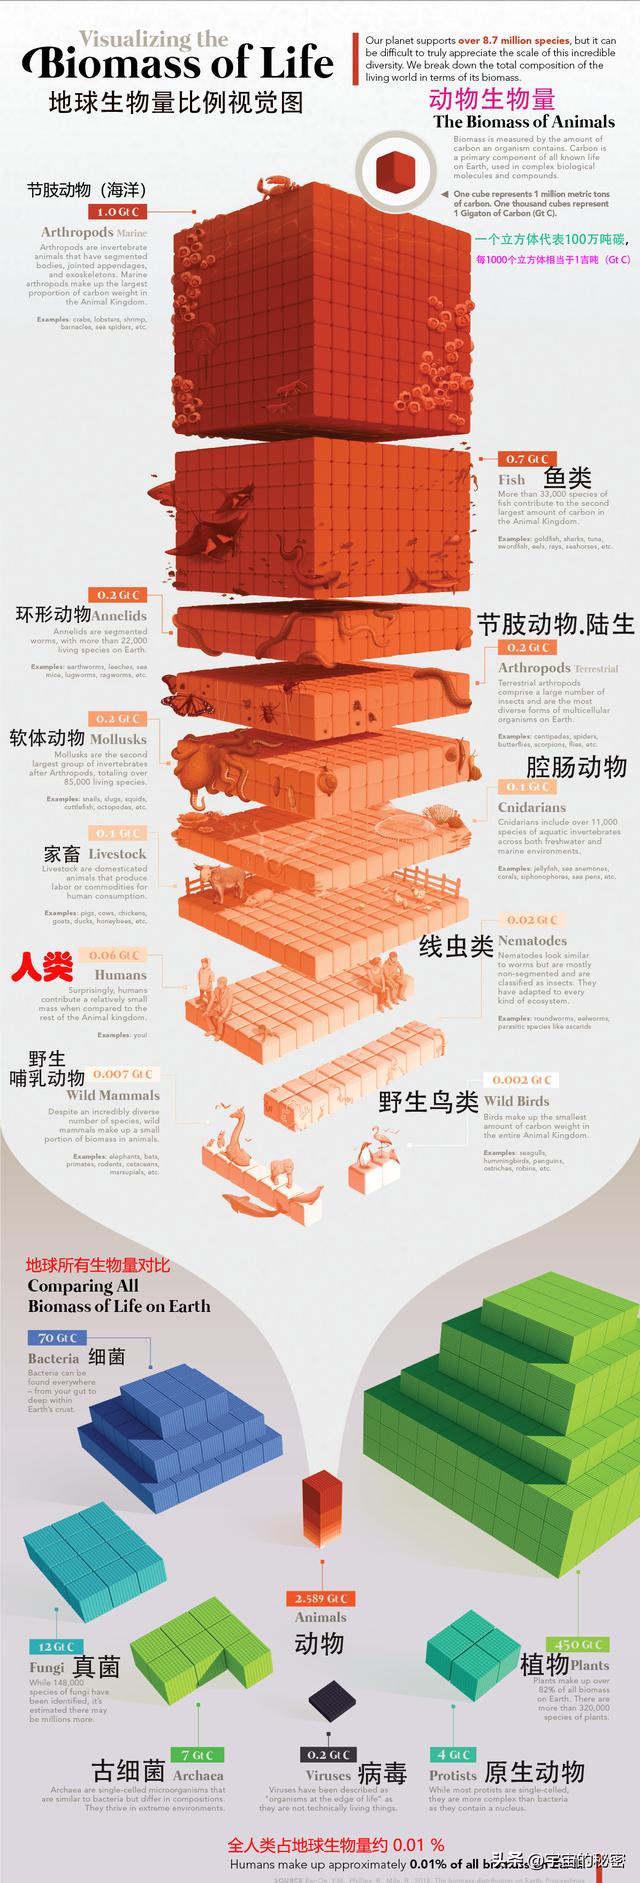 Visualizing the
Biomass of Life
地球生物量比例视觉图
Our planet supports over 8.7 million species, but it can
be difficult to truly appreciate the scale of this incredible
diversity. We break down the total composition of the
living world in terms of its biomass.
动物生物量
The Biomass of Animals
Biomass is measured by the amount of
carbon an organism contains. Carbon is
a primary component of all known life
on Earth, used in complex biological
molecules and compounds.
One cube represents 1 million metric tons
of carbon. One thousand cubes represent
1 Gigaton of Carbon (Gt C).
一个立方体代表100万吨碳,
每1000个立方体相当于1吉吨（Gt C）
节肢动物（海洋）
1.0 Gt C
Arthropods Marine
Arthropods are invertebrate
animals that have segmented
bodies, jointed appendages,
and exoskeletons. Marine
arthropods make up the largest
proportion of carbon weight in
the Animal Kingdom.
Examples: crabs, lobsters, shrimp,
barnacles, sea spiders, etc.
0.7 Gt C
Fish 鱼类
More than 33,000 species of
fish contribute to the second
largest amount of carbon in
the Animal Kingdom.
Examples: goldfish, sharks, tuna,
swordfish, eels, rays, seahorses, etc.
0.2 Gt C
环形动物 Annelids
Annelids are segmented
worms, with more than 22,000
living species on Earth.
Examples: earthworms, leeches, sea
mice, lugworms, ragworms, etc.
节肢动物.陆生
0.2 Gt C
Arthropods Terrestrial
Terrestrial arthropods
comprise a large number of
insects and are the most
diverse forms of multicellular
organisms on Earth.
Examples: centipedes, spiders,
butterflies, scorpions, flies, etc.
0.2 Gt C
软体动物 Mollusks
Mollusks are the second
largest group of invertebrates
after Arthropods, totaling over
85,000 living species.
Examples: snails, slugs, squids,
cuttlefish, octopodes, etc.
腔肠动物
0.1 Gt C
Cnidarians
Cnidarians include over 11,000
species of aquatic invertebrates
across both freshwater and
marine environments.
Examples: jellyfish, sea anemones,
corals, siphonophores, sea pens, etc.
0.1 Gt C
家畜 Livestock
Livestock are domesticated
animals that produce
labor or commodities for
human consumption.
Examples: pigs, cows, chickens,
goats, ducks, honeybees, etc.
0.02 Gt C
线虫类 Nematodes
Nematodes look similar
to worms but are mostly
non-segmented and are
classified as insects. They
have adapted to every
kind of ecosystem.
Examples: roundworms, eelworms,
parasitic species like ascarids
人类
0.06 Gt C
Humans
Surprisingly, humans
contribute a relatively small
mass when compared to the
rest of the Animal kingdom.
Examples: you!
野生
哺乳动物
0.007 Gt C
Wild Mammals
Despite an incredibly diverse
number of species, wild
mammals make up a small
portion of biomass in animals.
Examples: elephants, bats,
primates, rodents, cetaceans,
marsupials, etc.
0.002 Gt C
野生鸟类 Wild Birds
Birds make up the smallest
amount of carbon weight in
the entire Animal Kingdom.
Examples: seagulls,
hummingbirds, penguins,
ostriches, robins, etc.
地球所有生物量对比
Comparing All
Biomass of Life on Earth
70 Gt C
Bacteria 细菌
Bacteria can be
found everywhere
– from your gut to
deep within
Earth's crust.
2.589 Gt C
Animals
动物
12 Gt C
Fungi 真菌
While 148,000
species of fungi have
been identified, it's
estimated there may
be millions more.
450 Gt C
植物 Plants
Plants make up over
82% of all biomass
on Earth. There are
more than 320,000
species of plants.
7 Gt C
古细菌 Archaea
Archaea are single-celled microorganisms that
are similar to bacteria but differ in compositions.
They thrive in extreme environments.
0.2 Gt C
Viruses 病毒
Viruses have been described as
"organisms at the edge of life" as
they are not technically living things.
4 Gt C
Protists 原生动物
While most protists are single-celled,
they are more complex than bacteria
as they contain a nucleus.
全人类占地球生物量约 0.01 %
Humans make up approximately 0.01% of all
头条 @宇宙的秘密
SOURCE Bar-On, Y.M., Phillips, R., Milo, R. 2018. The biomass distribution on Earth. Proceedings